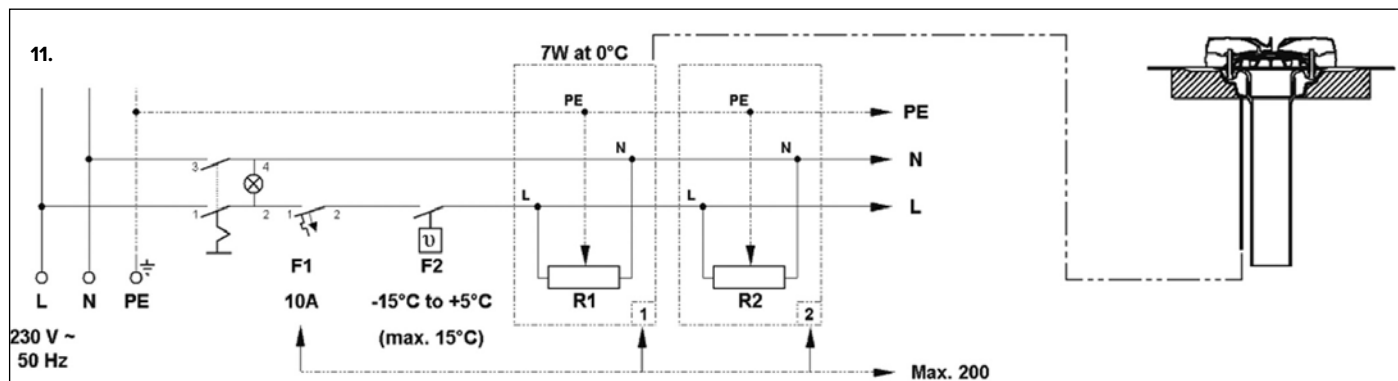 11.
7W at 0°C
PE
PE
PE
3
4
N
N
N
1
2
1
2
L
L
L
υ
L
N
PE
F1
F2
R1
R2
10A
-15°C to +5°C
1
2
230 V ~
(max. 15°C)
50 Hz
Max. 200